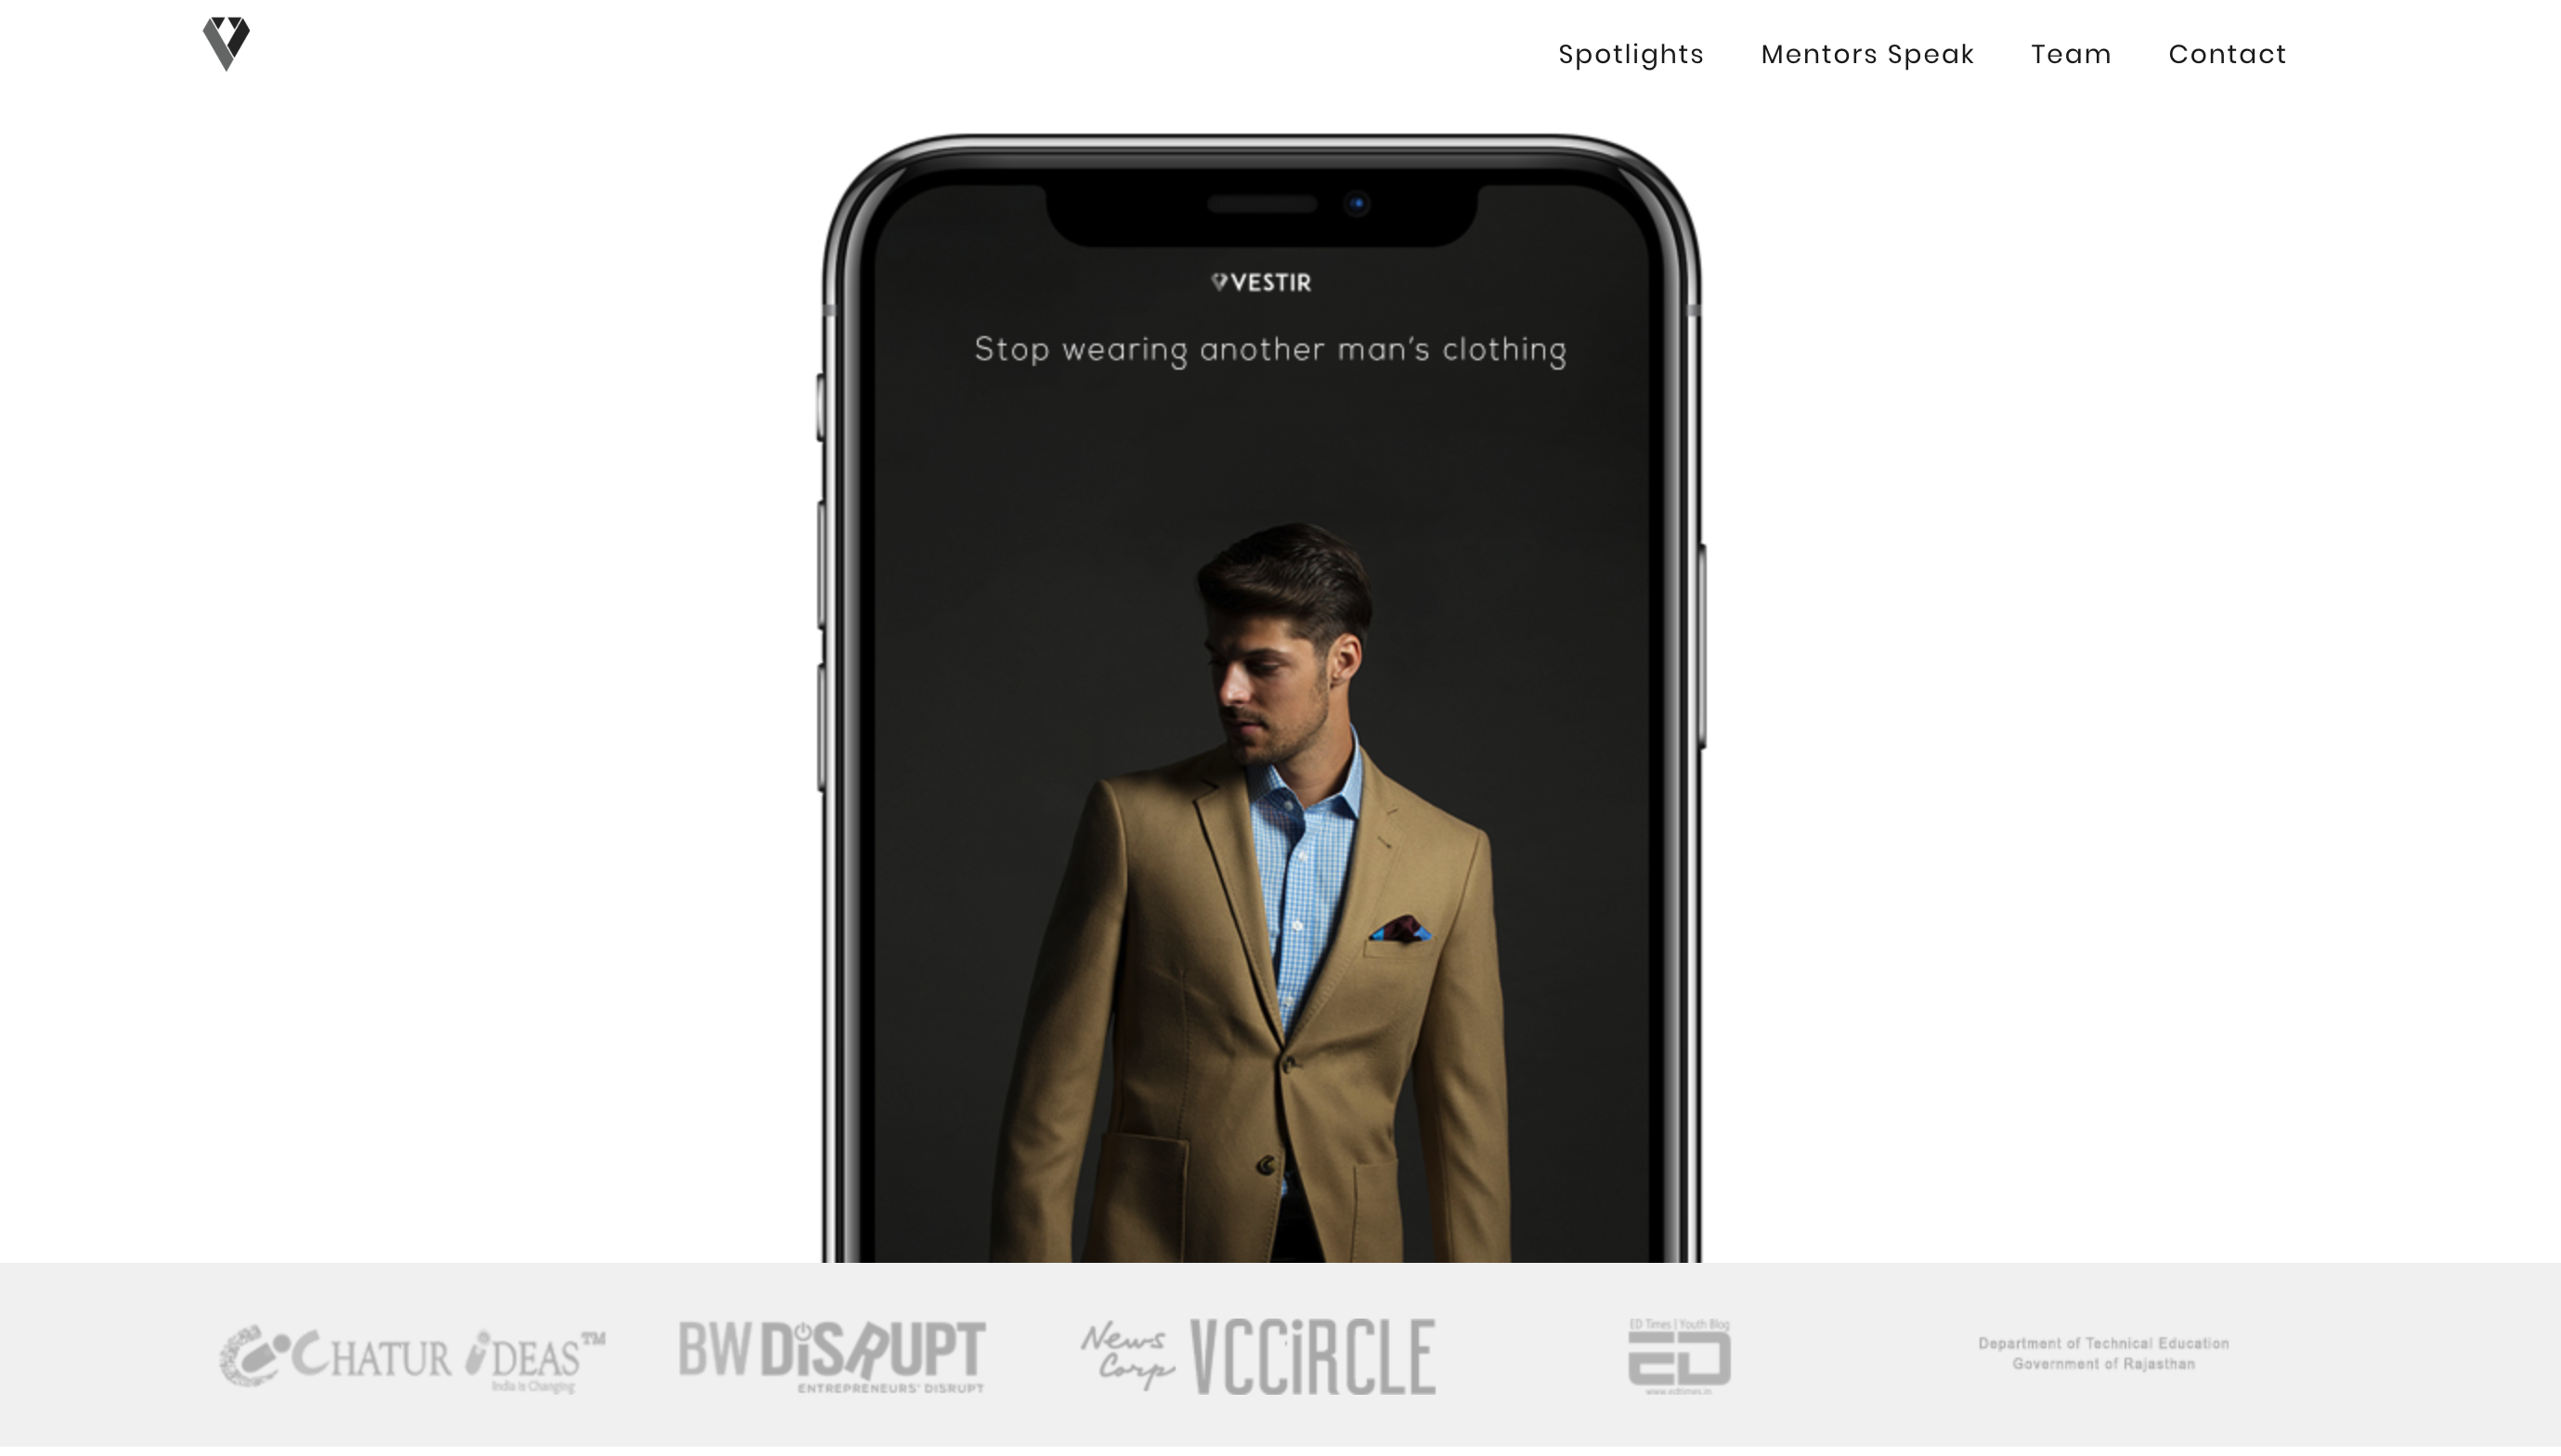 Spotlights
Mentors Speak
Team
Contact
VESTIR
Stop wearing another man's clothing
CHATUR iDEAS™
India is Changing
BW DiSRUPT
ENTREPRENEURS' DISRUPT
News Corp
VCCiRCLE
ED Times | Youth Blog
ED
www.edtimes.in
Department of Technical Education
Government of Rajasthan